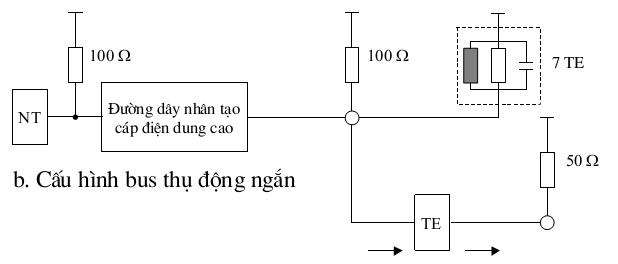 100 Ω
100 Ω
7 TE
NT
Đường dây nhân tạo
cáp điện dung cao
b. Cấu hình bus thụ động ngắn
50 Ω
TE